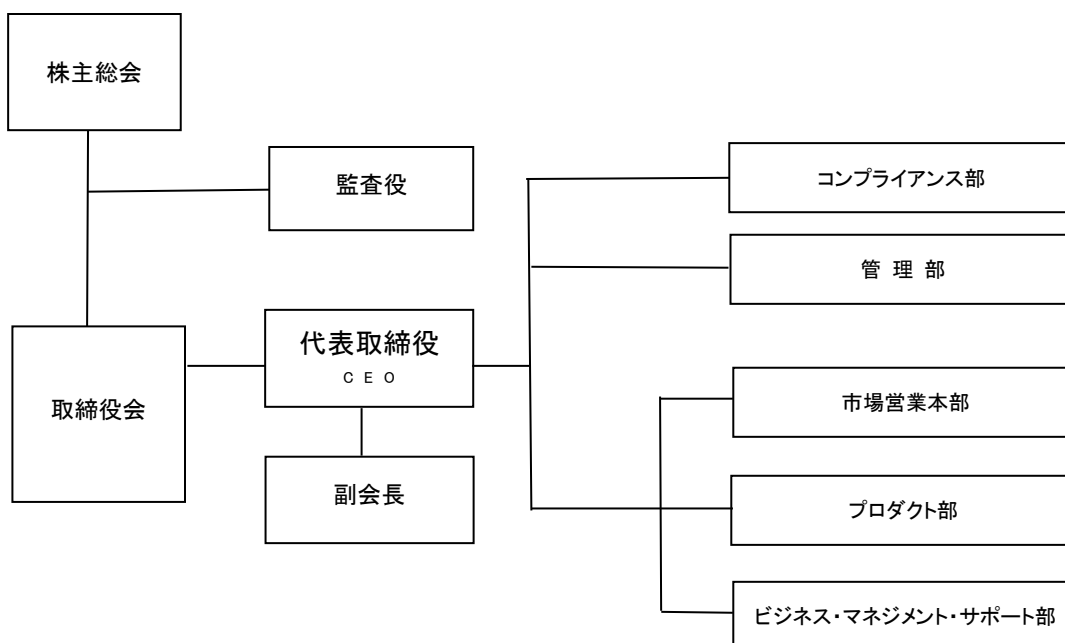 株主総会
監査役
取締役会
代表取締役
C E O
副会長
コンプライアンス部
管 理 部
市場営業本部
プロダクト部
ビジネス・マネジメント・サポート部